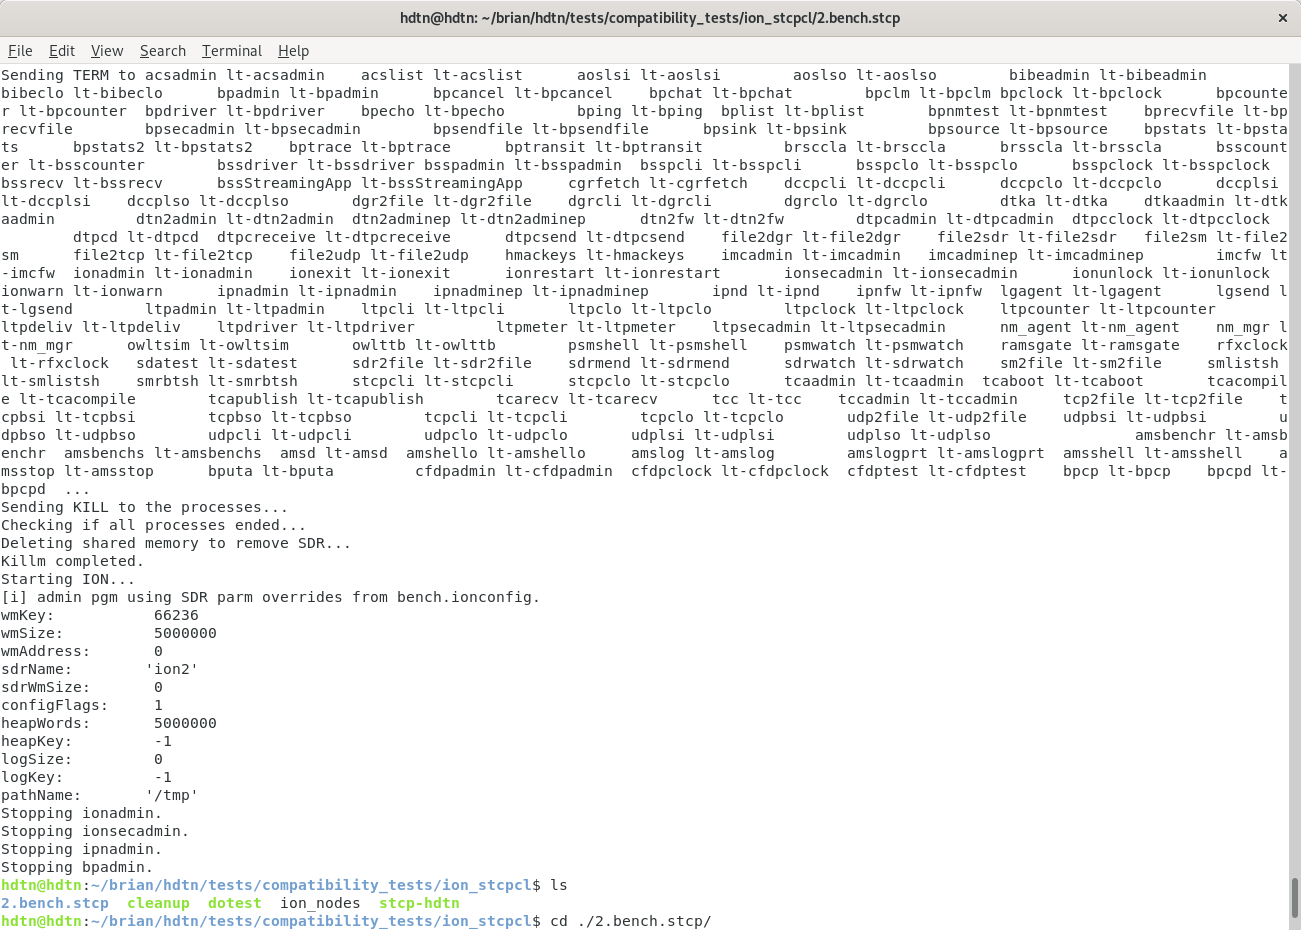 hdtn@hdtn: ~/brian/hdtn/tests/compatibility_tests/ion_stcpcl/2.bench.stcp
File Edit View Search Terminal Help
Sending TERM to acsadmin lt-acsadmin    acslist lt-acslist      aoslsi lt-aoslsi        aoslso lt-aoslso        bibeadmin lt-bibeadmin
bibeclo lt-bibeclo      bpadmin lt-bpadmin      bpcancel lt-bpcancel    bpchat lt-bpchat        bpclm lt-bpclm bpclock lt-bpclock      bpcounte
r lt-bpcounter  bpdriver lt-bpdriver    bpecho lt-bpecho        bping lt-bping  bplist lt-bplist       bpnmtest lt-bpnmtest    bprecvfile lt-bp
recvfile        bpsecadmin lt-bpsecadmin        bpsendfile lt-bpsendfile      bpsink lt-bpsink         bpsource lt-bpsource    bpstats lt-bpsta
ts      bpstats2 lt-bpstats2    bptrace lt-bptrace      bptransit lt-bptransit         brsccla lt-brsccla      brsscla lt-brsscla      bsscount
er lt-bsscounter        bssdriver lt-bssdriver bsspadmin lt-bsspadmin  bsspcli lt-bsspcli      bsspclo lt-bsspclo      bsspclock lt-bsspclock
bssrecv lt-bssrecv      bssStreamingApp lt-bssStreamingApp     cgrfetch lt-cgrfetch    dccpcli lt-dccpcli      dccpclo lt-dccpclo      dccplsi
lt-dccplsi    dccplso lt-dccplso       dgr2file lt-dgr2file    dgrcli lt-dgrcli        dgrclo lt-dgrclo        dtka lt-dtka    dtkaadmin lt-dtk
aadmin         dtn2admin lt-dtn2admin  dtn2adminep lt-dtn2adminep      dtn2fw lt-dtn2fw        dtpcadmin lt-dtpcadmin  dtpcclock lt-dtpcclock
        dtpcd lt-dtpcd  dtpcreceive lt-dtpcreceive      dtpcsend lt-dtpcsend    file2dgr lt-file2dgr    file2sdr lt-file2sdr   file2sm lt-file2
sm      file2tcp lt-file2tcp    file2udp lt-file2udp    hmackeys lt-hmackeys    imcadmin lt-imcadmin   imcadminep lt-imcadminep        imcfw lt
-imcfw  ionadmin lt-ionadmin    ionexit lt-ionexit      ionrestart lt-ionrestart       ionsecadmin lt-ionsecadmin      ionunlock lt-ionunlock
ionwarn lt-ionwarn      ipnadmin lt-ipnadmin    ipnadminep lt-ipnadminep       ipnd lt-ipnd    ipnfw lt-ipnfw  lgagent lt-lgagent      lgsend l
t-lgsend        ltpadmin lt-ltpadmin    ltpcli lt-ltpcli       ltpclo lt-ltpclo        ltpclock lt-ltpclock    ltpcounter lt-ltpcounter
ltpdeliv lt-ltpdeliv    ltpdriver lt-ltpdriver         ltpmeter lt-ltpmeter    ltpsecadmin lt-ltpsecadmin      nm_agent lt-nm_agent    nm_mgr l
t-nm_mgr      owltsim lt-owltsim       owlttb lt-owlttb        psmshell lt-psmshell    psmwatch lt-psmwatch    ramsgate lt-ramsgate    rfxclock
 lt-rfxclock   sdatest lt-sdatest      sdr2file lt-sdr2file    sdrmend lt-sdrmend      sdrwatch lt-sdrwatch    sm2file lt-sm2file     smlistsh
lt-smlistsh    smrbtsh lt-smrbtsh      stcpcli lt-stcpcli      stcpclo lt-stcpclo      tcaadmin lt-tcaadmin  tcaboot lt-tcaboot       tcacompil
e lt-tcacompile        tcapublish lt-tcapublish        tcarecv lt-tcarecv      tcc lt-tcc    tccadmin lt-tccadmin     tcp2file lt-tcp2file    t
cpbsi lt-tcpbsi        tcpbso lt-tcpbso        tcpcli lt-tcpcli        tcpclo lt-tcpclo       udp2file lt-udp2file    udpbsi lt-udpbsi        u
dpbso lt-udpbso        udpcli lt-udpcli        udpclo lt-udpclo       udplsi lt-udplsi        udplso lt-udplso                amsbenchr lt-amsb
enchr  amsbenchs lt-amsbenchs  amsd lt-amsd  amshello lt-amshello     amslog lt-amslog        amslogprt lt-amslogprt  amsshell lt-amsshell    a
msstop lt-amsstop      bputa lt-bputa         cfdpadmin lt-cfdpadmin  cfdpclock lt-cfdpclock  cfdptest lt-cfdptest    bpcp lt-bpcp    bpcpd lt-
bpcpd  ...
Sending KILL to the processes...
Checking if all processes ended...
Deleting shared memory to remove SDR...
Killm completed.
Starting ION...
[i] admin pgm using SDR parm overrides from bench.ionconfig.
wmKey:           66236
wmSize:          5000000
wmAddress:       0
sdrName:        'ion2'
sdrWmSize:       0
configFlags:     1
heapWords:       5000000
heapKey:         -1
logSize:         0
logKey:          -1
pathName:       '/tmp'
Stopping ionadmin.
Stopping ionsecadmin.
Stopping ipnadmin.
Stopping bpadmin.
hdtn@hdtn:~/brian/hdtn/tests/compatibility_tests/ion_stcpcl$ ls
2.bench.stcp  cleanup  dotest  ion_nodes  stcp-hdtn
hdtn@hdtn:~/brian/hdtn/tests/compatibility_tests/ion_stcpcl$ cd ./2.bench.stcp/